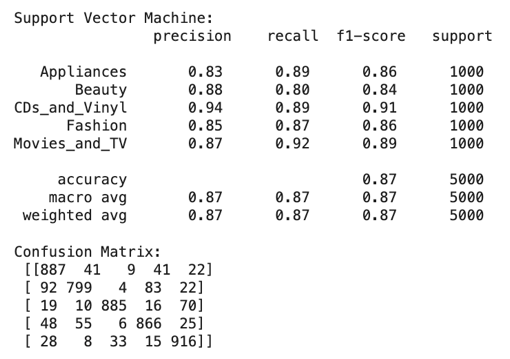 Support Vector Machine:
precision recall f1-score support
Appliances 0.83 0.89 0.86 1000
Beauty 0.88 0.80 0.84 1000
CDs_and_Vinyl 0.94 0.89 0.91 1000
Fashion 0.85 0.87 0.86 1000
Movies_and_TV 0.87 0.92 0.89 1000
accuracy 0.87 5000
macro avg 0.87 0.87 0.87 5000
weighted avg 0.87 0.87 0.87 5000
Confusion Matrix:
[[887 41 9 41 22]
[ 92 799 4 83 22]
[ 19 10 885 16 70]
[ 48 55 6 866 25]
[ 28 8 33 15 916]]